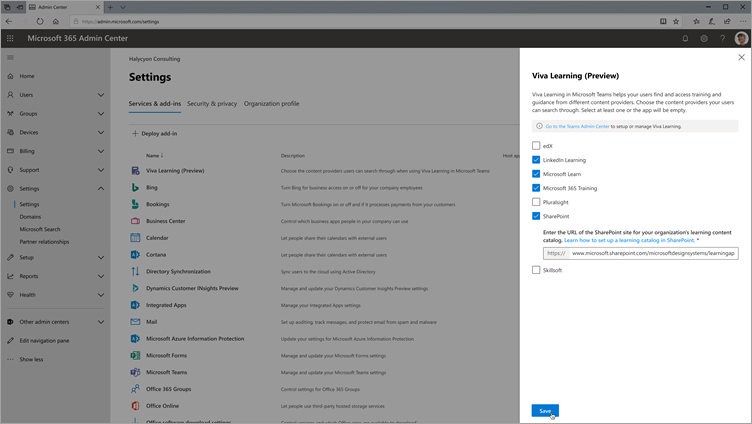 Admin Center
https://admin.microsoft.com/settings
Microsoft 365 Admin Center
Home
Users
Groups
Devices
Billing
Support
Settings
Settings
Domains
Microsoft Search
Partner relationships
Setup
Reports
Health
Other admin centers
Edit navigation pane
Show less
Halycyon Consulting
Settings
Services & add-ins Security & privacy Organization profile
Deploy add-in
Name ↓ Description Host app
Viva Learning (Preview) Choose the content providers your users can search through when using Viva Learning in Microsoft Teams
Bing Turn Bing for business access on or off for your company employees
Bookings Turn Microsoft Bookings on or off and if it processes payments from your customers
Business Center Control which business apps people in your company can use
Calendar Let people share their calendars with external users
Cortana Let people share their calendars with external users
Directory Synchronization Sync users to the cloud using Active Directory
Dynamics Customer INsights Preview Manage and update your Microsoft Forms settings
Integrated Apps Manage your Integrated Apps settings
Mail Set up auditing, track messages, and protect email from spam and malware
Microsoft Azure Information Protection Update your settings for Microsoft Azure Information Protection
Microsoft Forms Manage and update your Microsoft Forms settings
Microsoft Teams Manage and update your Microsoft Teams settings
Office 365 Groups Control settings for Office 365 Groups
Office Online Let people use third-party hosted storage services
Office software download settings
Viva Learning (Preview)
Viva Learning in Microsoft Teams helps your users find and access training and
guidance from different content providers. Choose the content providers your users
can search through. Select at least one or the app will be empty.
Go to the Teams Admin Center to setup or manage Viva Learning.
edX
LinkedIn Learning
Microsoft Learn
Microsoft 365 Training
Pluralsight
SharePoint
Enter the URL of the SharePoint site for your organization's learning content
catalog. Learn how to set up a learning catalog in SharePoint. *
https:// www.microsoft.sharepoint.com/microsoftdesignsystems/learningap
Skillsoft
Save